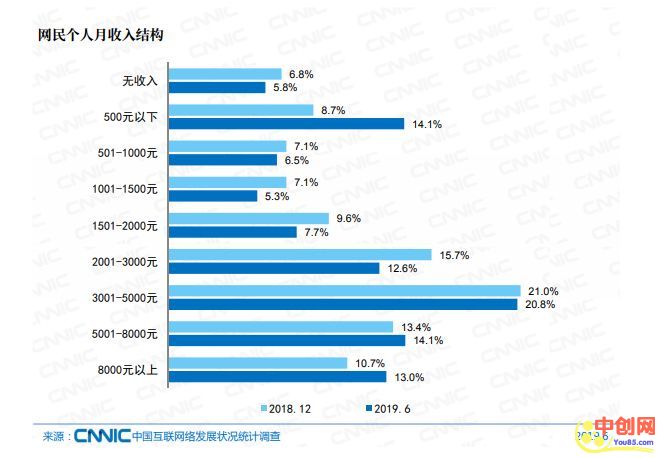 网民个人月收入结构
无收入 6.8%
5.8%
500元以下 8.7%
14.1%
501-1000元 7.1%
6.5%
1001-1500元 7.1%
5.3%
1501-2000元 9.6%
7.7%
2001-3000元 15.7%
12.6%
3001-5000元 21.0%
20.8%
5001-8000元 13.4%
14.1%
8000元以上 10.7%
13.0%
2018.12 2019.6
来源：CNNIC 中国互联网络发展状况统计调查
2019.6
中创网
You85.com